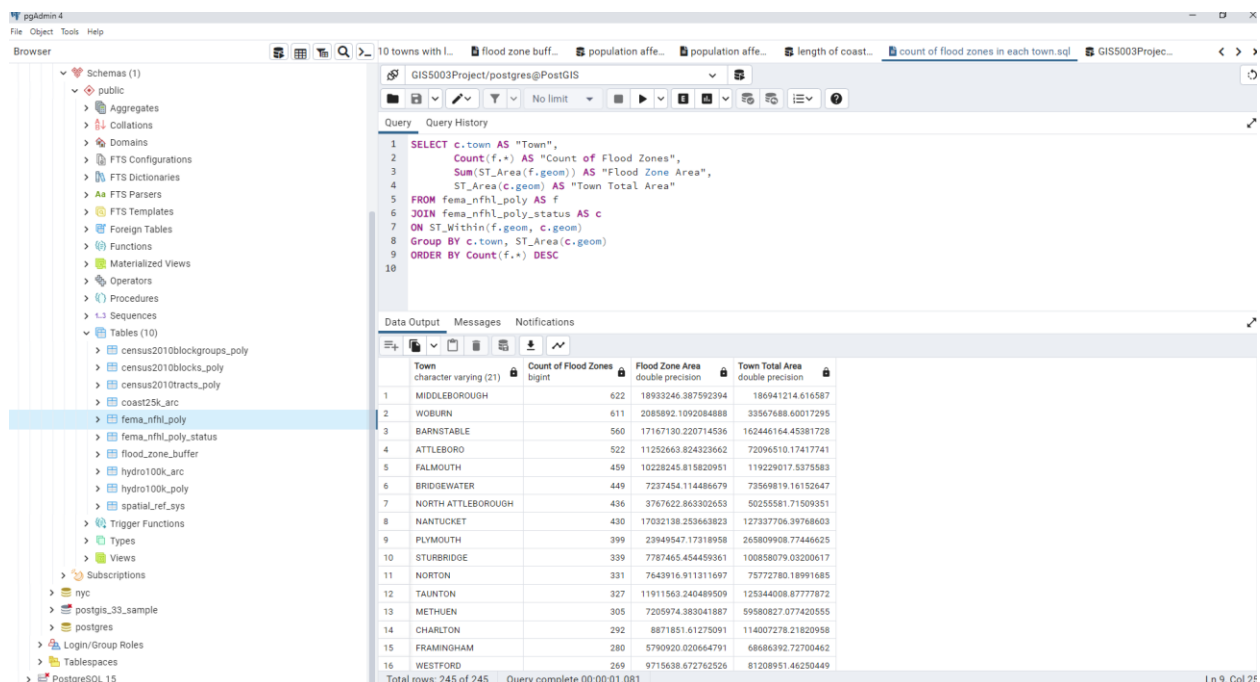 pgAdmin 4
File Object Tools Help
Browser
10 towns with l... flood zone buff... population affe... population affe... length of coast... count of flood zones in each town.sql GIS5003Projec...
Schemas (1)
public
Aggregates
Collations
Domains
FTS Configurations
FTS Dictionaries
Aa FTS Parsers
FTS Templates
Foreign Tables
Functions
Materialized Views
Operators
Procedures
1..3 Sequences
Tables (10)
census2010blockgroups_poly
census2010blocks_poly
census2010tracts_poly
coast25k_arc
fema_nfhl_poly
fema_nfhl_poly_status
flood_zone_buffer
hydro100k_arc
hydro100k_poly
spatial_ref_sys
Trigger Functions
Types
Views
Subscriptions
nyc
postgis_33_sample
postgres
Login/Group Roles
Tablespaces
PostgreSQL 15
GIS5003Project/postgres@PostGIS
No limit
Query Query History
1 SELECT c.town AS "Town",
2 Count(f.*) AS "Count of Flood Zones",
3 Sum(ST_Area(f.geom)) AS "Flood Zone Area",
4 ST_Area(c.geom) AS "Town Total Area"
5 FROM fema_nfhl_poly AS f
6 JOIN fema_nfhl_poly_status AS c
7 ON ST_Within(f.geom, c.geom)
8 Group BY c.town, ST_Area(c.geom)
9 ORDER BY Count(f.*) DESC
10
Data Output Messages Notifications
Town Count of Flood Zones Flood Zone Area Town Total Area
character varying (21) bigint double precision double precision
1 MIDDLEBOROUGH 622 18933246.387592394 186941214.616587
2 WOBURN 611 2085892.1092084888 33567688.60017295
3 BARNSTABLE 560 17167130.220714536 162446164.45381728
4 ATTLEBORO 522 11252663.824323662 72096510.17417741
5 FALMOUTH 459 10228245.815820951 119229017.5375583
6 BRIDGEWATER 449 7237454.114486679 73569819.16152647
7 NORTH ATTLEBOROUGH 436 3767622.863302653 50255581.71509351
8 NANTUCKET 430 17032138.253663823 127337706.39768603
9 PLYMOUTH 399 23949547.17318958 265809908.77446625
10 STURBRIDGE 339 7787465.454459361 100858079.03200617
11 NORTON 331 7643916.911311697 75772780.18991685
12 TAUNTON 327 11911563.240489509 125344008.87777872
13 METHUEN 305 7205974.383041887 59580827.077420555
14 CHARLTON 292 8871851.61275091 114007278.21820958
15 FRAMINGHAM 280 5790920.020664791 68686392.72700462
16 WESTFORD 269 9715638.672762526 81208951.46250449
Total rows: 245 of 245 Query complete 00:00:01.081 Ln 9, Col 25